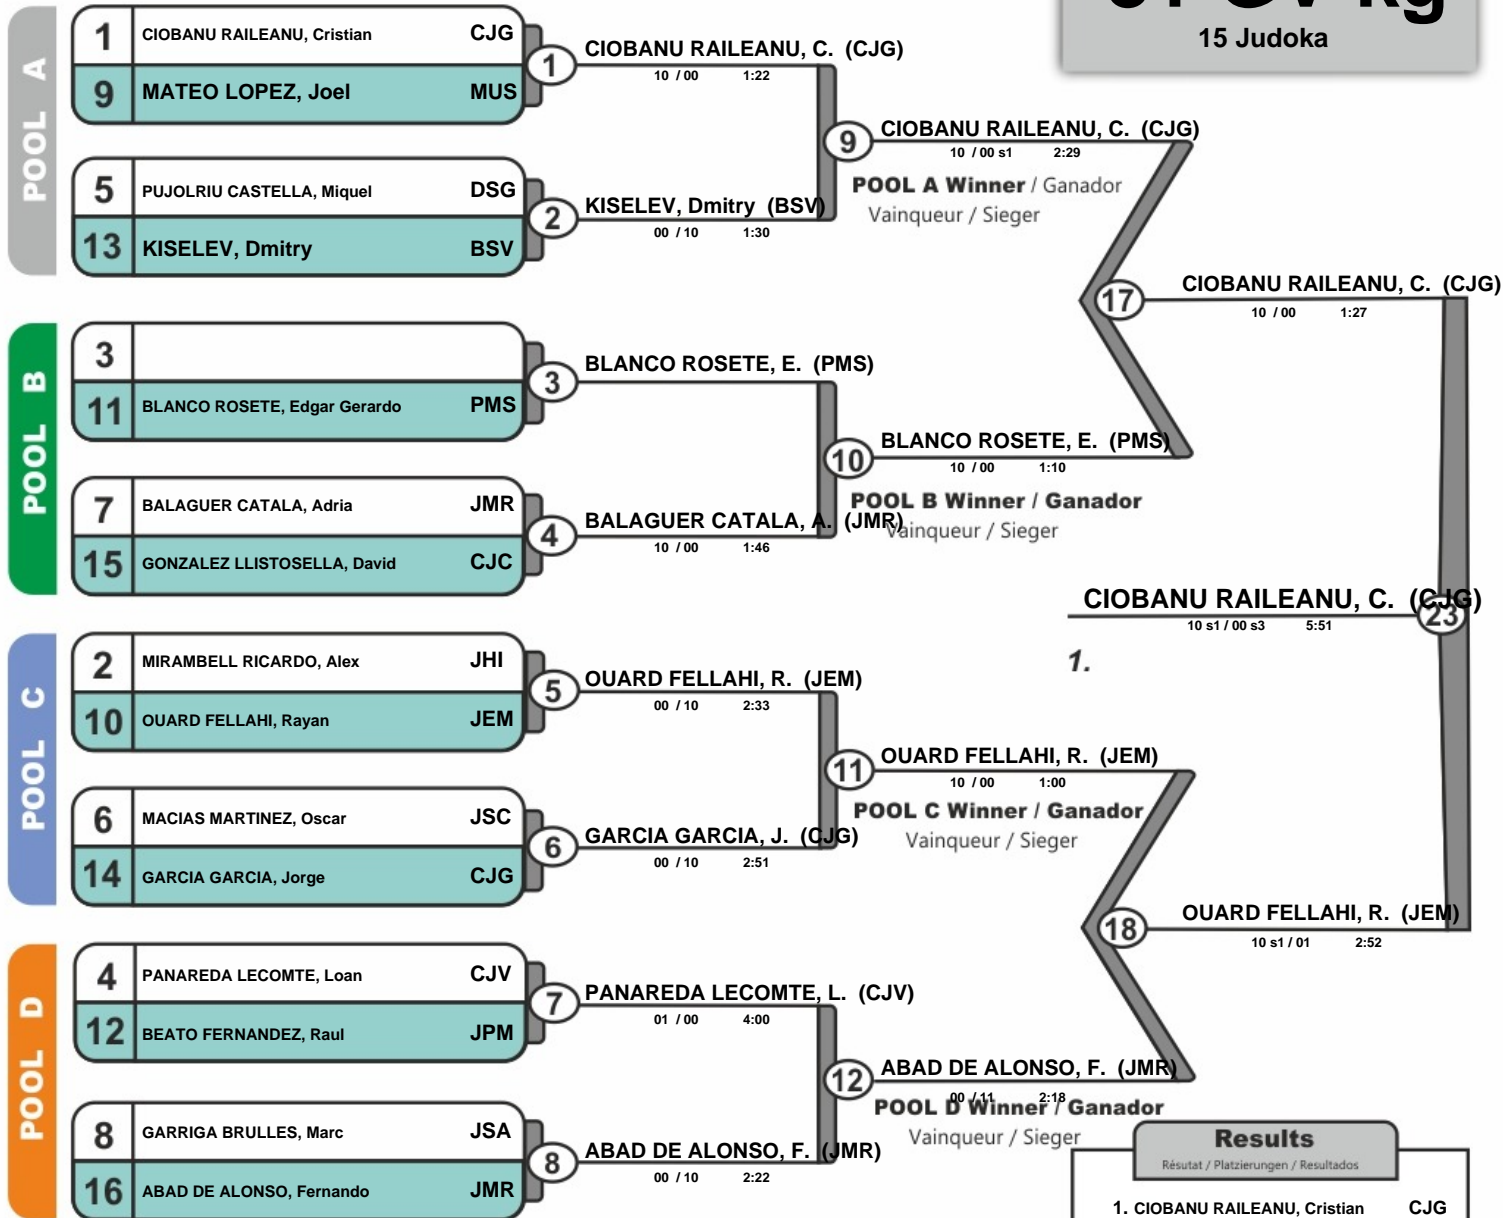 kg
15 Judoka
POOL A
1 CIOBANU RAILEANU, Cristian CJG
9 MATEO LOPEZ, Joel MUS
1
CIOBANU RAILEANU, C. (CJG)
10 / 00 1:22
5 PUJOLRIU CASTELLA, Miquel DSG
13 KISELEV, Dmitry BSV
2
KISELEV, Dmitry (BSV)
00 / 10 1:30
9
CIOBANU RAILEANU, C. (CJG)
10 / 00 s1 2:29
POOL A Winner / Ganador
Vainqueur / Sieger
POOL B
3
11 BLANCO ROSETE, Edgar Gerardo PMS
3
BLANCO ROSETE, E. (PMS)
7 BALAGUER CATALA, Adria JMR
15 GONZALEZ LLISTOSELLA, David CJC
4
BALAGUER CATALA, A. (JMR)
10 / 00 1:46
10
BLANCO ROSETE, E. (PMS)
10 / 00 1:10
POOL B Winner / Ganador
Vainqueur / Sieger
17
CIOBANU RAILEANU, C. (CJG)
10 / 00 1:27
CIOBANU RAILEANU, C. (CJG)
23
10 s1 / 00 s3 5:51
1.
POOL C
2 MIRAMBELL RICARDO, Alex JHI
10 OUARD FELLAHI, Rayan JEM
5
OUARD FELLAHI, R. (JEM)
00 / 10 2:33
6 MACIAS MARTINEZ, Oscar JSC
14 GARCIA GARCIA, Jorge CJG
6
GARCIA GARCIA, J. (CJG)
00 / 10 2:51
11
OUARD FELLAHI, R. (JEM)
10 / 00 1:00
POOL C Winner / Ganador
Vainqueur / Sieger
18
OUARD FELLAHI, R. (JEM)
10 s1 / 01 2:52
POOL D
4 PANAREDA LECOMTE, Loan CJV
12 BEATO FERNANDEZ, Raul JPM
7
PANAREDA LECOMTE, L. (CJV)
01 / 00 4:00
8 GARRIGA BRULLES, Marc JSA
16 ABAD DE ALONSO, Fernando JMR
8
ABAD DE ALONSO, F. (JMR)
00 / 10 2:22
12
ABAD DE ALONSO, F. (JMR)
00 / 11 2:18
POOL D Winner / Ganador
Vainqueur / Sieger
Results
Résutat / Platzierungen / Resultados
1. CIOBANU RAILEANU, Cristian CJG